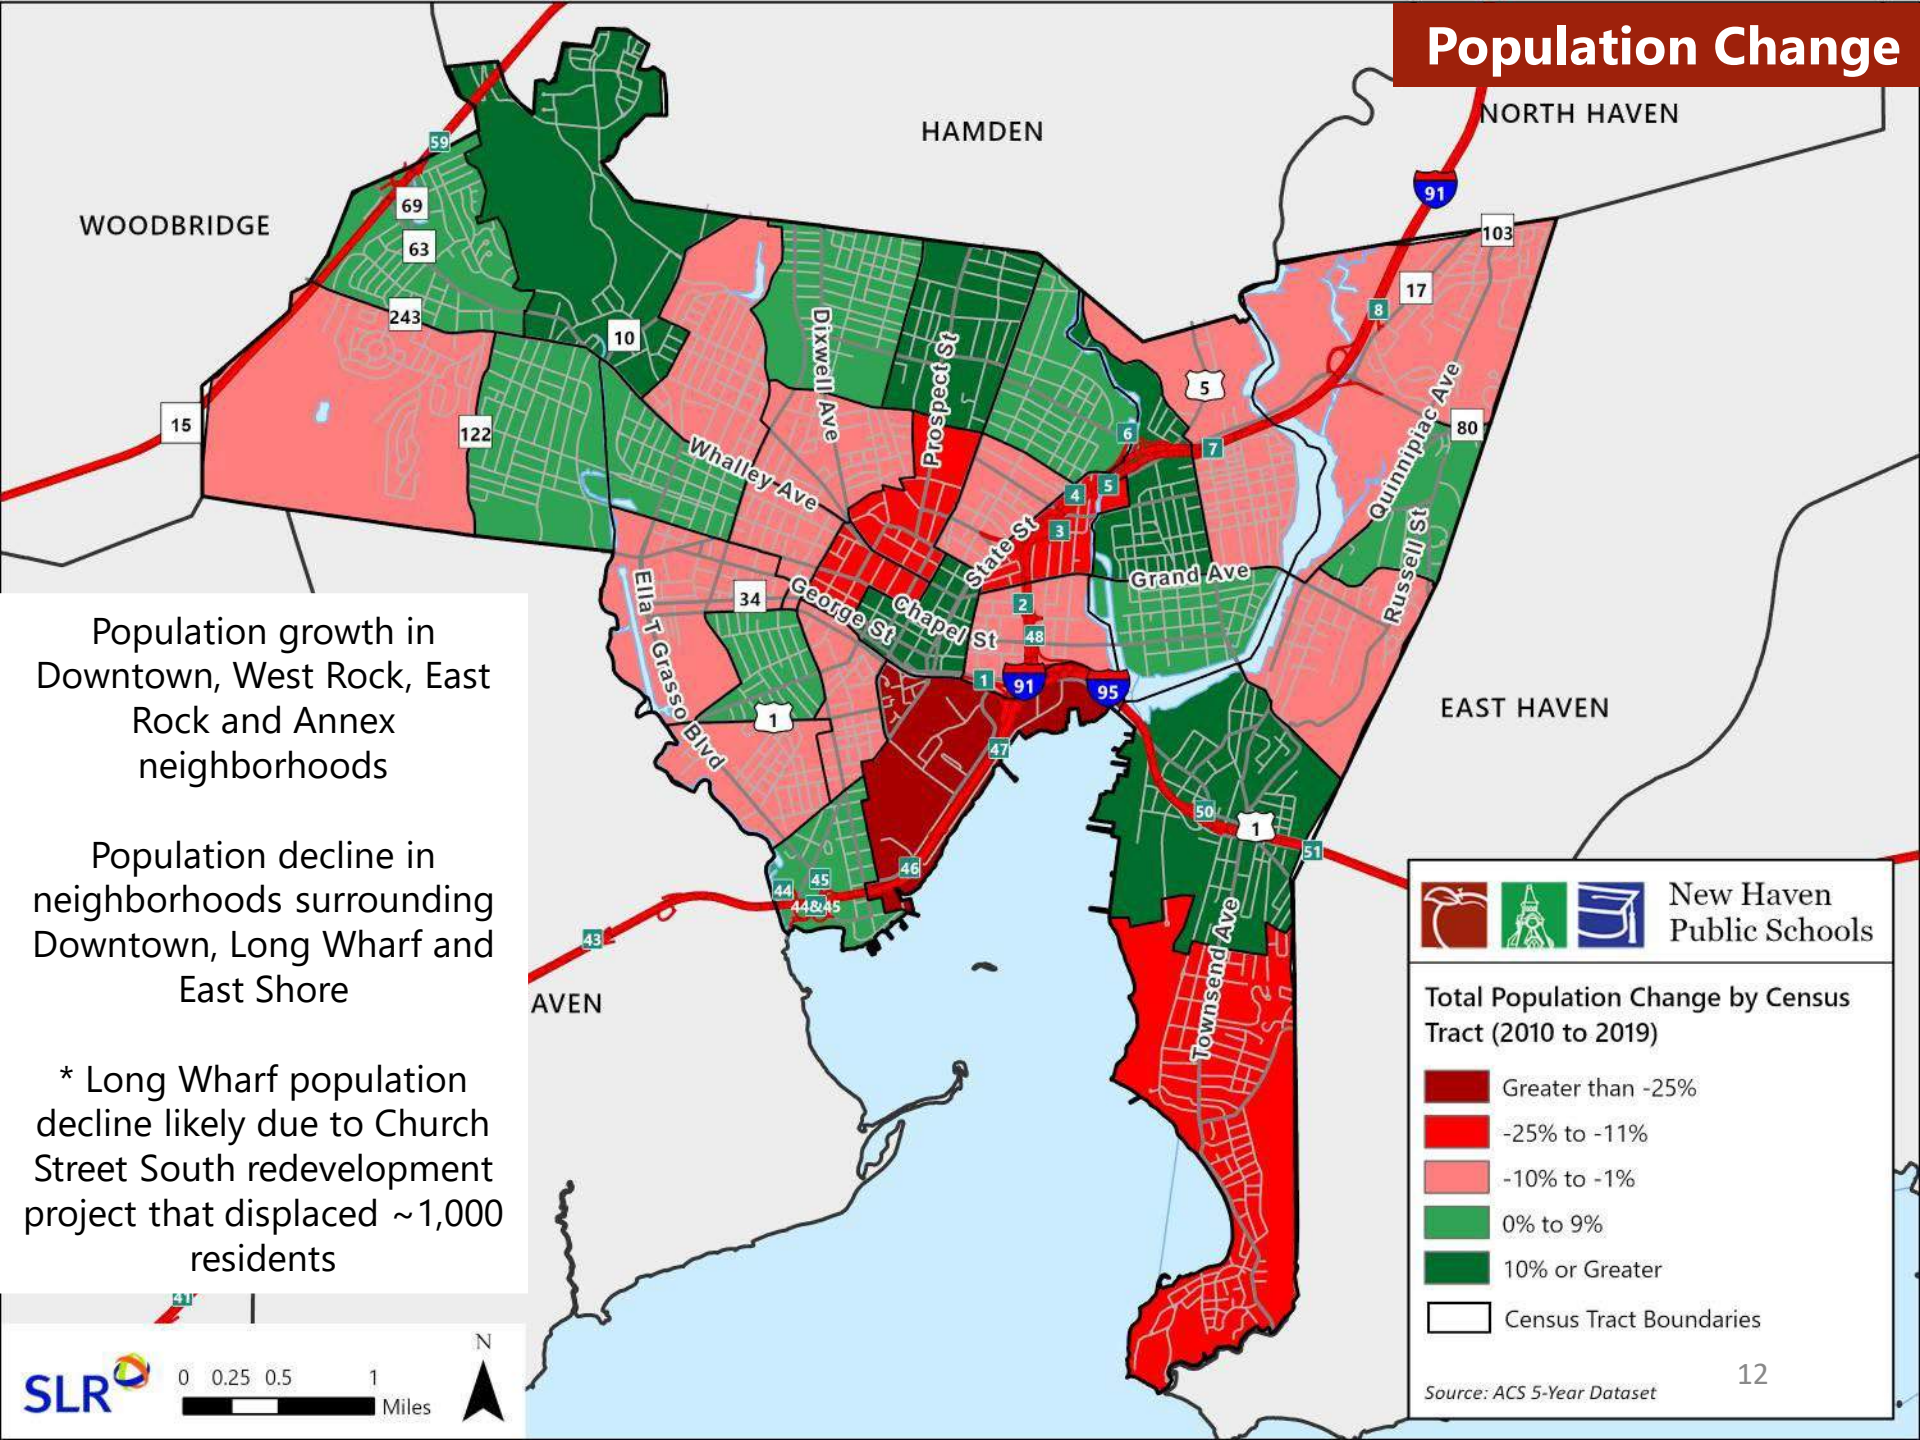 Population Change
HAMDEN
NORTH HAVEN
WOODBRIDGE
59
69
63
243
10
15
122
91
103
17
8
5
80
6
7
5
4
3
Dixwell Ave
Prospect St
Whalley Ave
State St
Quinnipiac Ave
Russell St
Grand Ave
Ella T Grasso Blvd
34
George St
Chapel St
2
48
1
91
95
1
47
EAST HAVEN
50
1
51
46
45
44
44&45
43
AVEN
Townsend Ave
41
Population growth in
Downtown, West Rock, East
Rock and Annex
neighborhoods
Population decline in
neighborhoods surrounding
Downtown, Long Wharf and
East Shore
* Long Wharf population
decline likely due to Church
Street South redevelopment
project that displaced ~1,000
residents
SLR
0 0.25 0.5 1
Miles
N
New Haven
Public Schools
Total Population Change by Census
Tract (2010 to 2019)
Greater than -25%
-25% to -11%
-10% to -1%
0% to 9%
10% or Greater
Census Tract Boundaries
12
Source: ACS 5-Year Dataset